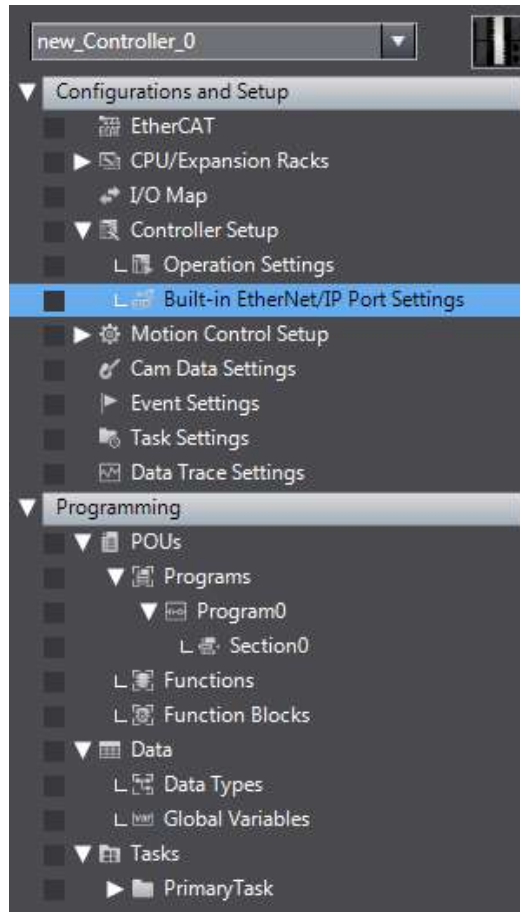 new_Controller_0
Configurations and Setup
EtherCAT
CPU/Expansion Racks
I/O Map
Controller Setup
Operation Settings
Built-in EtherNet/IP Port Settings
Motion Control Setup
Cam Data Settings
Event Settings
Task Settings
Data Trace Settings
Programming
POUs
Programs
Program0
Section0
Functions
Function Blocks
Data
Data Types
Global Variables
Tasks
PrimaryTask